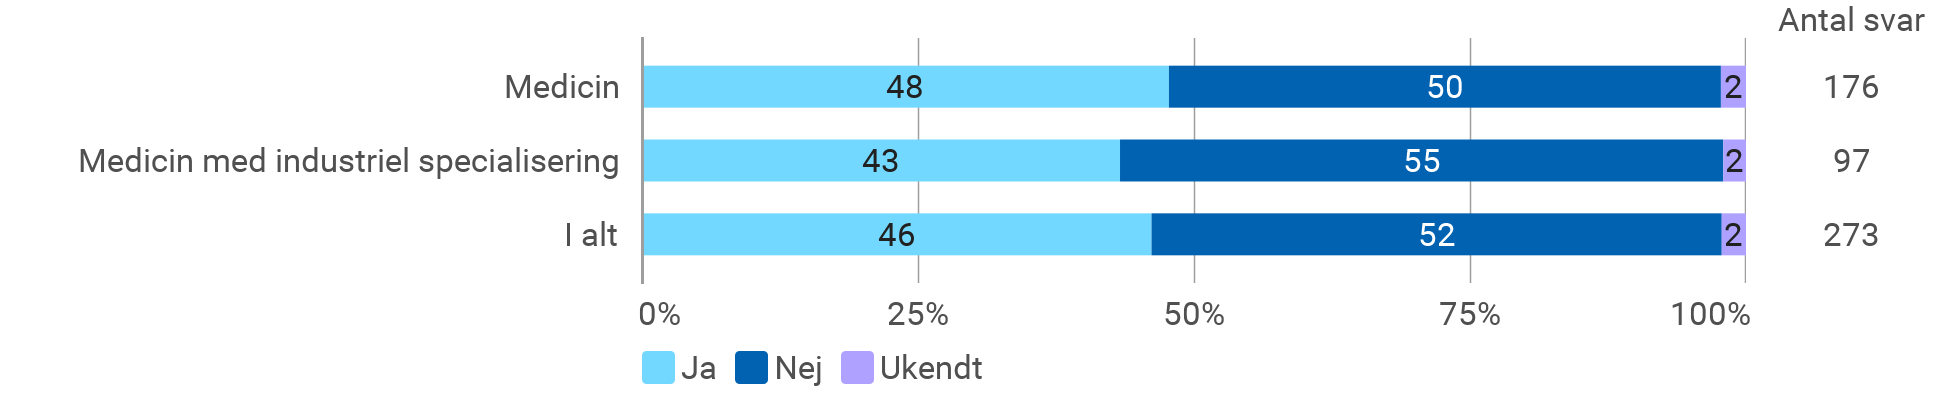 Antal svar
Medicin 48 50 2 176
Medicin med industriel specialisering 43 55 2 97
I alt 46 52 2 273
0% 25% 50% 75% 100%
Ja Nej Ukendt